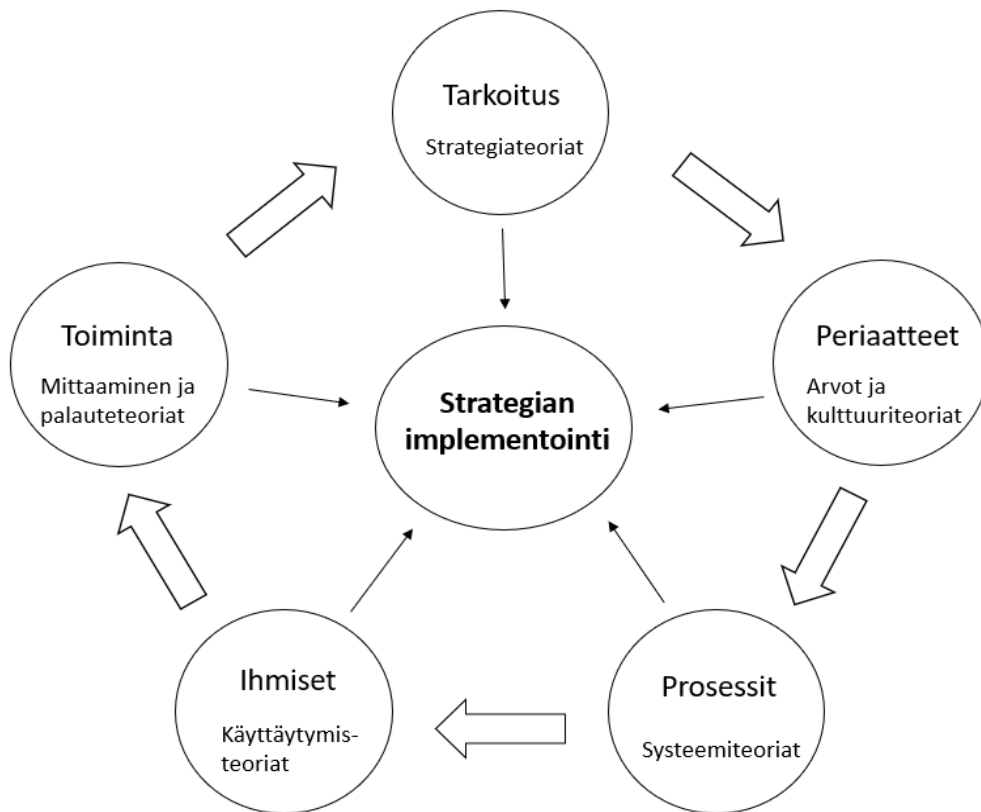 Tarkoitus
Strategiateoriat
Periaatteet
Arvot ja
kulttuuriteoriat
Prosessit
Systeemiteoriat
Ihmiset
Käyttäytymis-
teoriat
Toiminta
Mittaaminen ja
palauteteoriat
Strategian
implementointi